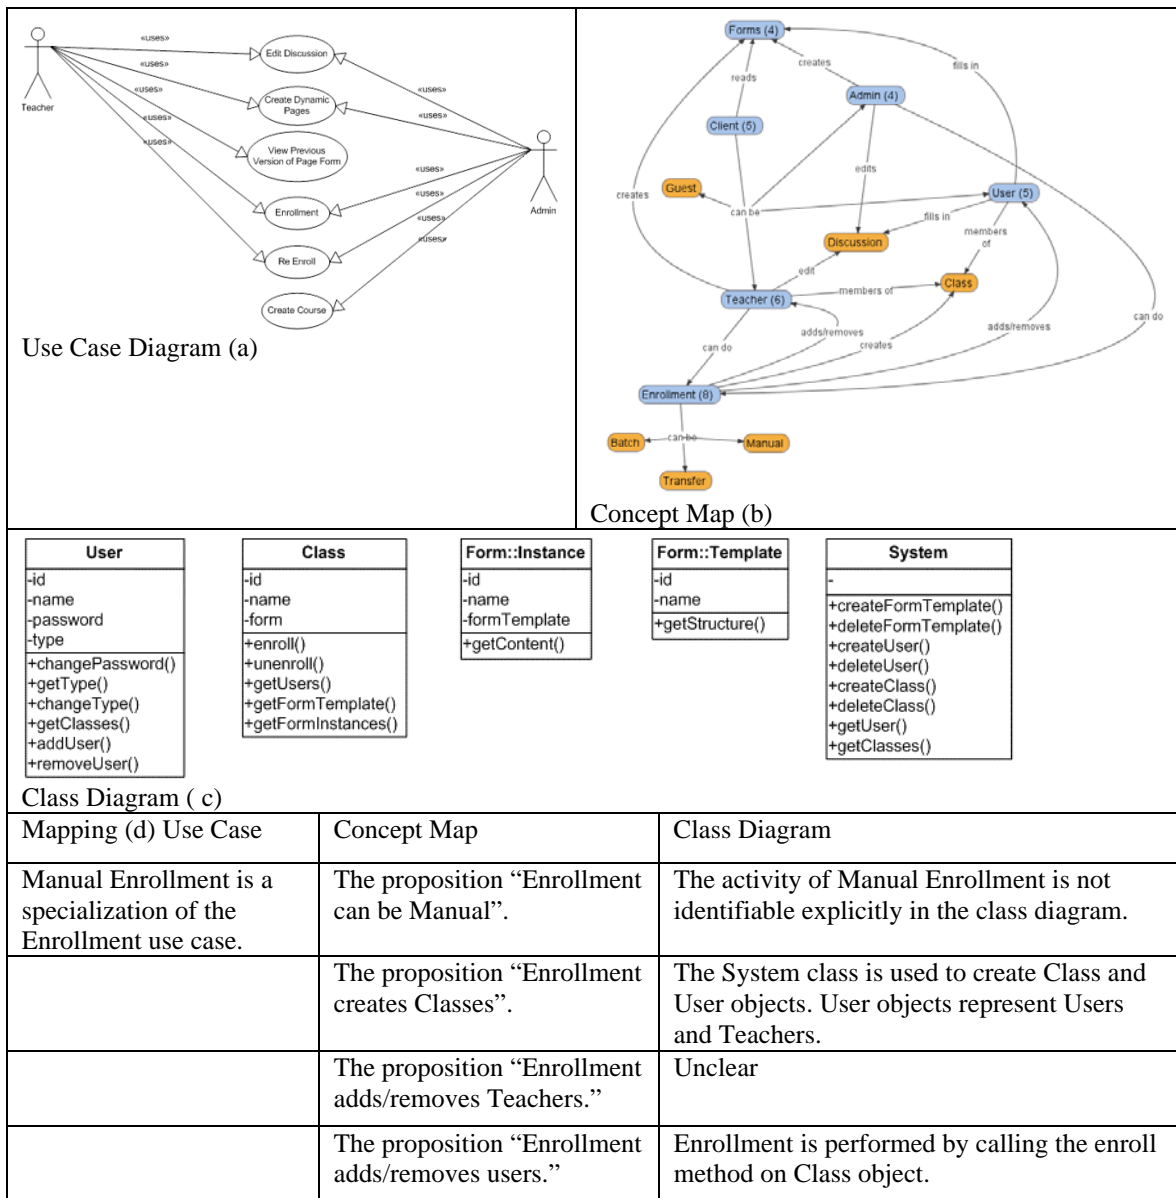 «uses»
Edit Discussion
«uses»
Teacher
«uses»
Create Dynamic
Pages
«uses»
«uses»
«uses»
View Previous
Version of Page Form
Admin
«uses»
«uses»
Enrollment
«uses»
Re Enroll
Create Course
Use Case Diagram (a)
Forms (4)
creates
fills in
reads
Admin (4)
Client (5)
edits
Guest
User (5)
creates
can be
fills in
members
of
Discussion
edit
Class
Teacher (6)
members of
can do
adds/removes
adds/removes
creates
can do
Enrollment (8)
Batch
can be
Manual
Transfer
Concept Map (b)
User
-id
-name
-password
-type
+changePassword()
+getType()
+changeType()
+getClasses()
+addUser()
+removeUser()
Class
-id
-name
-form
+enroll()
+unenroll()
+getUsers()
+getFormTemplate()
+getFormInstances()
Form::Instance
-id
-name
-formTemplate
+getContent()
Form::Template
-id
-name
+getStructure()
System
-
+createFormTemplate()
+deleteFormTemplate()
+createUser()
+deleteUser()
+createClass()
+deleteClass()
+getUser()
+getClasses()
Class Diagram ( c)
Mapping (d) Use Case
Concept Map
Class Diagram
Manual Enrollment is a
specialization of the
Enrollment use case.
The proposition “Enrollment
can be Manual”.
The activity of Manual Enrollment is not
identifiable explicitly in the class diagram.
The proposition “Enrollment
creates Classes”.
The System class is used to create Class and
User objects. User objects represent Users
and Teachers.
The proposition “Enrollment
adds/removes Teachers.”
Unclear
The proposition “Enrollment
adds/removes users.”
Enrollment is performed by calling the enroll
method on Class object.